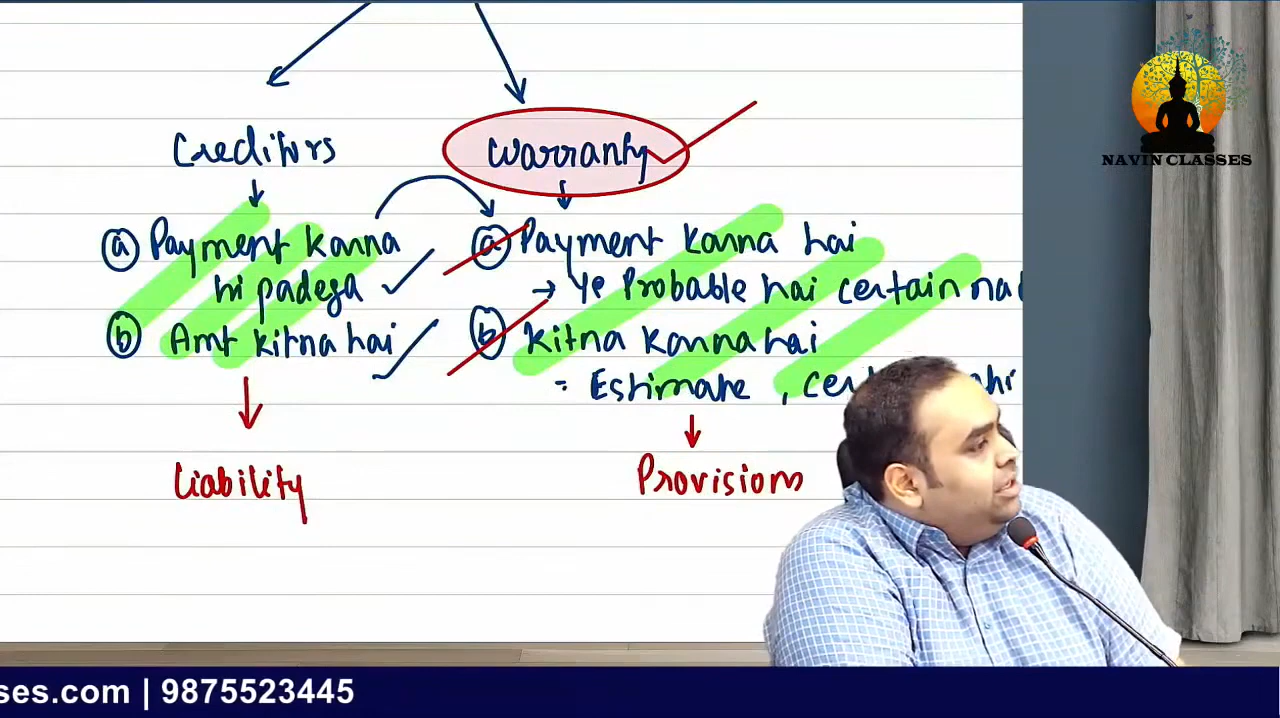 NAVIN CLASSES
Creditors
(a) Payment karna
hi padega
(b) Amt kitna hai
Liability
Warranty
(a) Payment karna hai
→ Ye Probable hai certain
(b) Kitna karna hai
= Estimate ,
Provision
ses.com | 9875523445